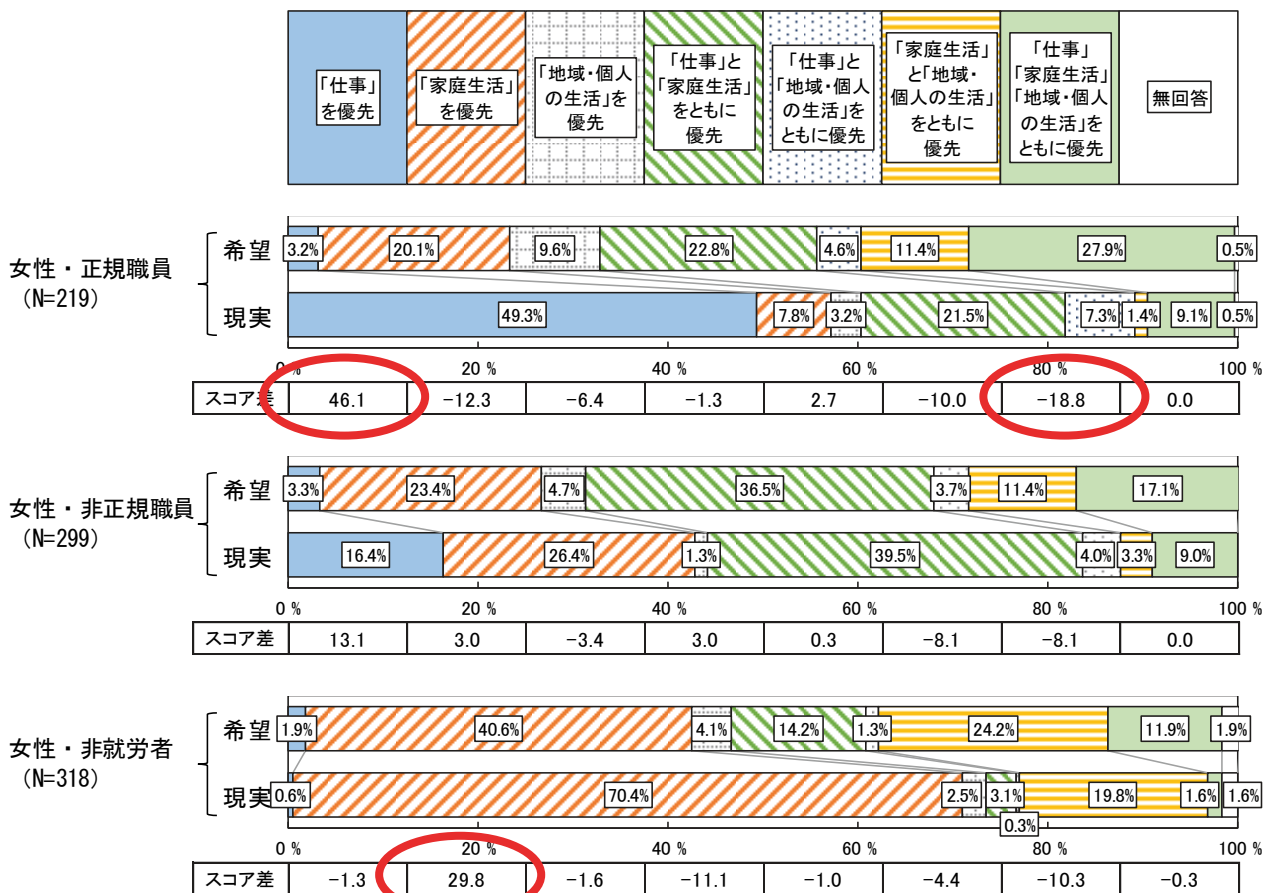 「仕事」
を優先
「家庭生活」
を優先
「地域・個人
の生活」を
優先
「仕事」と
「家庭生活」
をともに
優先
「仕事」と
「地域・個人
の生活」を
ともに優先
「家庭生活」
と「地域・
個人の生活」
をともに
優先
「仕事」
「家庭生活」
「地域・個人
の生活」を
ともに優先
無回答
女性・正規職員
(N=219)
希望
3.2% 20.1% 9.6% 22.8% 4.6% 11.4% 27.9% 0.5%
現実
49.3% 7.8% 3.2% 21.5% 7.3% 1.4% 9.1% 0.5%
0 % 20 % 40 % 60 % 80 % 100 %
スコア差 46.1 -12.3 -6.4 -1.3 2.7 -10.0 -18.8 0.0
女性・非正規職員
(N=299)
希望
3.3% 23.4% 4.7% 36.5% 3.7% 11.4% 17.1%
現実
16.4% 26.4% 1.3% 39.5% 4.0% 3.3% 9.0%
0 % 20 % 40 % 60 % 80 % 100 %
スコア差 13.1 3.0 -3.4 3.0 0.3 -8.1 -8.1 0.0
女性・非就労者
(N=318)
希望
1.9% 40.6% 4.1% 14.2% 1.3% 24.2% 11.9% 1.9%
現実
0.6% 70.4% 2.5% 3.1% 0.3% 19.8% 1.6% 1.6%
0 % 20 % 40 % 60 % 80 % 100 %
スコア差 -1.3 29.8 -1.6 -11.1 -1.0 -4.4 -10.3 -0.3